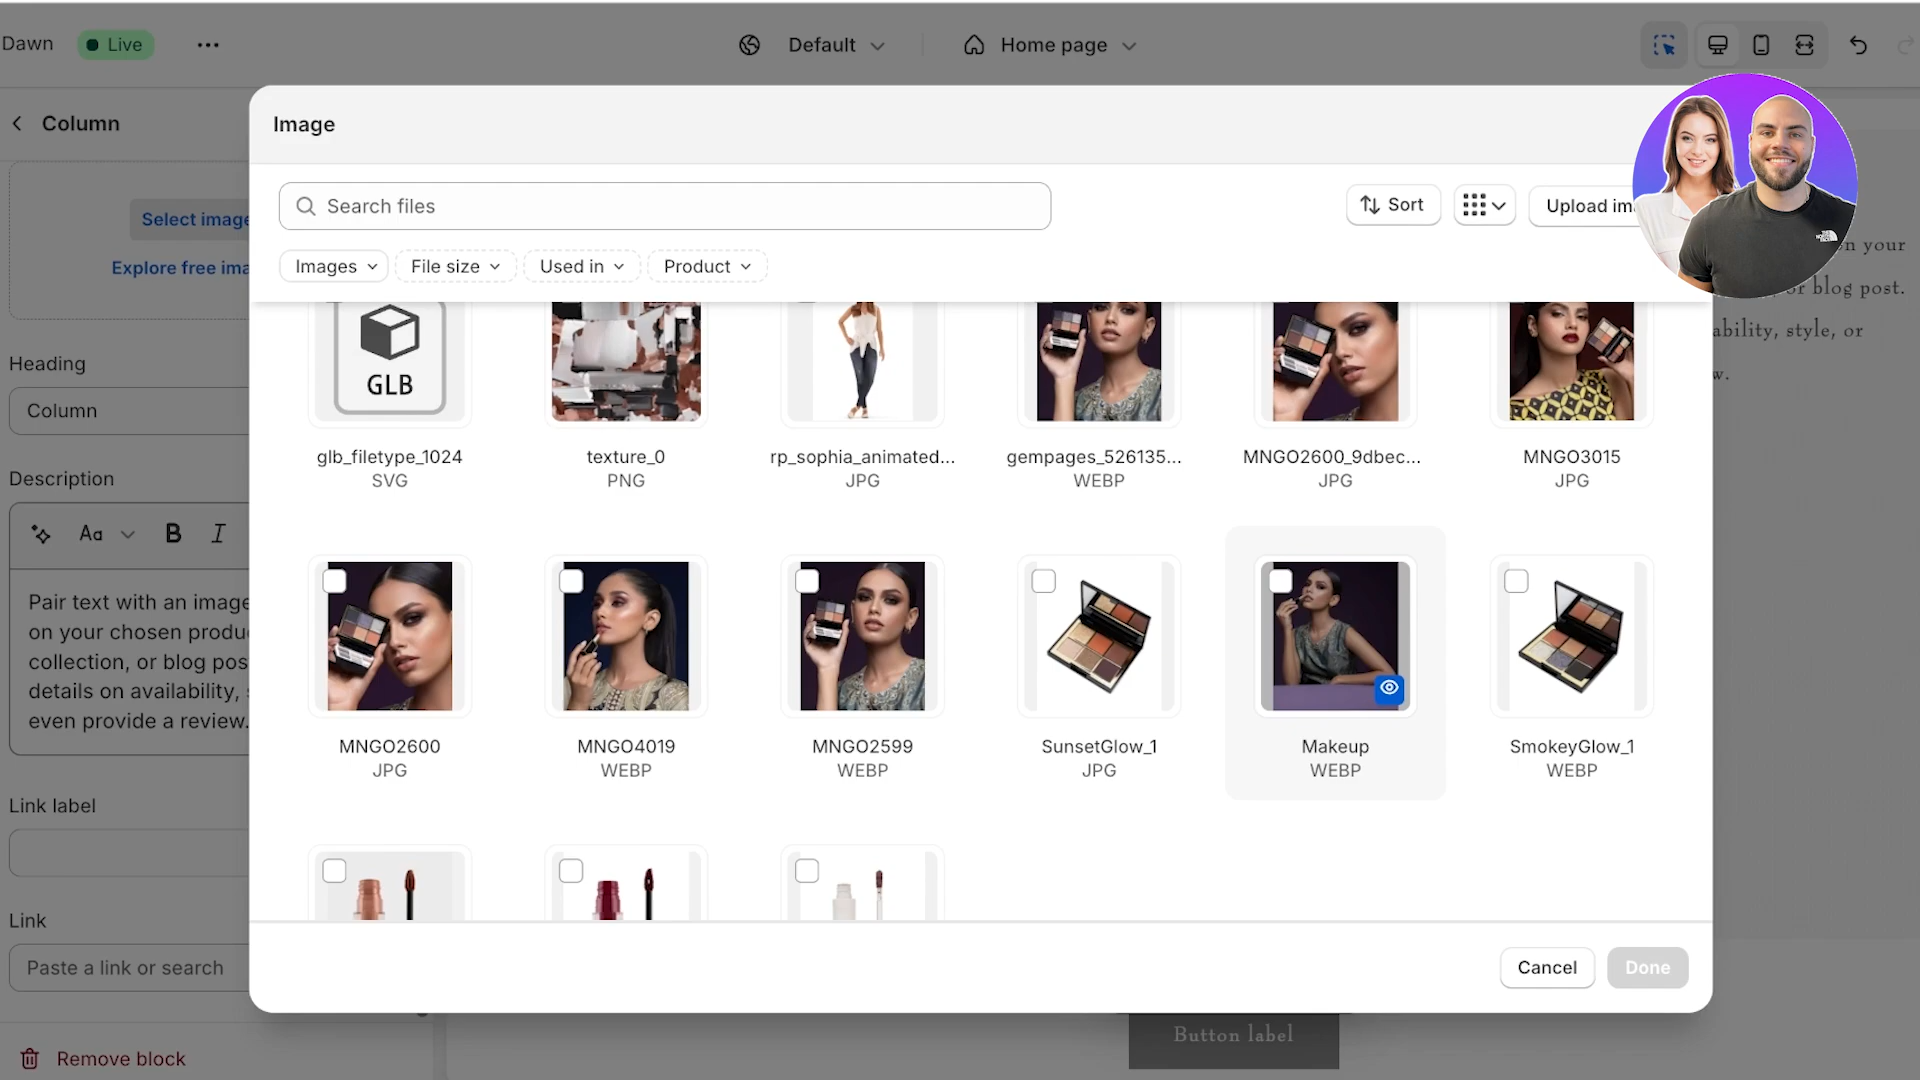 Dawn
Live
Default
Home page
Column
Image
Search files
Sort
Upload im
Select image
Explore free ima
Images
File size
Used in
Product
n your
or blog post.
ability, style, or
w.
Heading
Column
GLB
glb_filetype_1024
SVG
texture_0
PNG
rp_sophia_animated...
JPG
gempages_526135...
WEBP
MNGO2600_9dbec...
JPG
MNGO3015
JPG
Description
Aa
B I
Pair text with an image
on your chosen produ
collection, or blog pos
details on availability, s
even provide a review.
MNGO2600
JPG
MNGO4019
WEBP
MNGO2599
WEBP
SunsetGlow_1
JPG
Makeup
WEBP
SmokeyGlow_1
WEBP
Link label
Link
Paste a link or search
Cancel
Done
Button label
Remove block